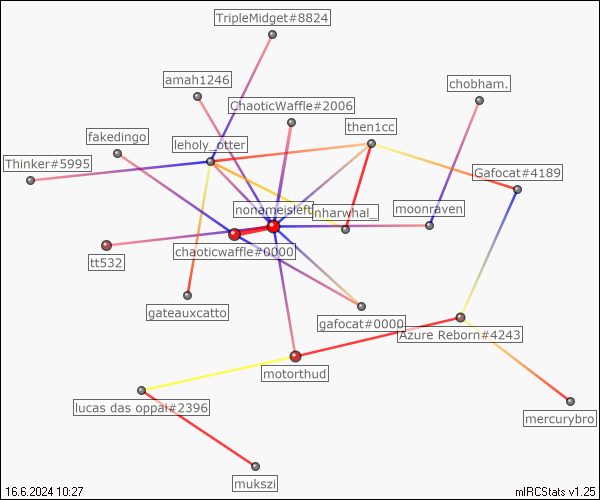 TripleMidget#8824
amah1246
chobham.
ChaoticWaffle#2006
then1cc
fakedingo
leholy_otter
Thinker#5995
Gafocat#4189
nonameisleft
nharwhal_
moonraven
chaoticwaffle#0000
tt532
gateauxcatto
gafocat#0000
Azure Reborn#4243
motorthud
lucas das oppai#2396
mercurybro
mukszi
16.6.2024 10:27
mIRCStats v1.25